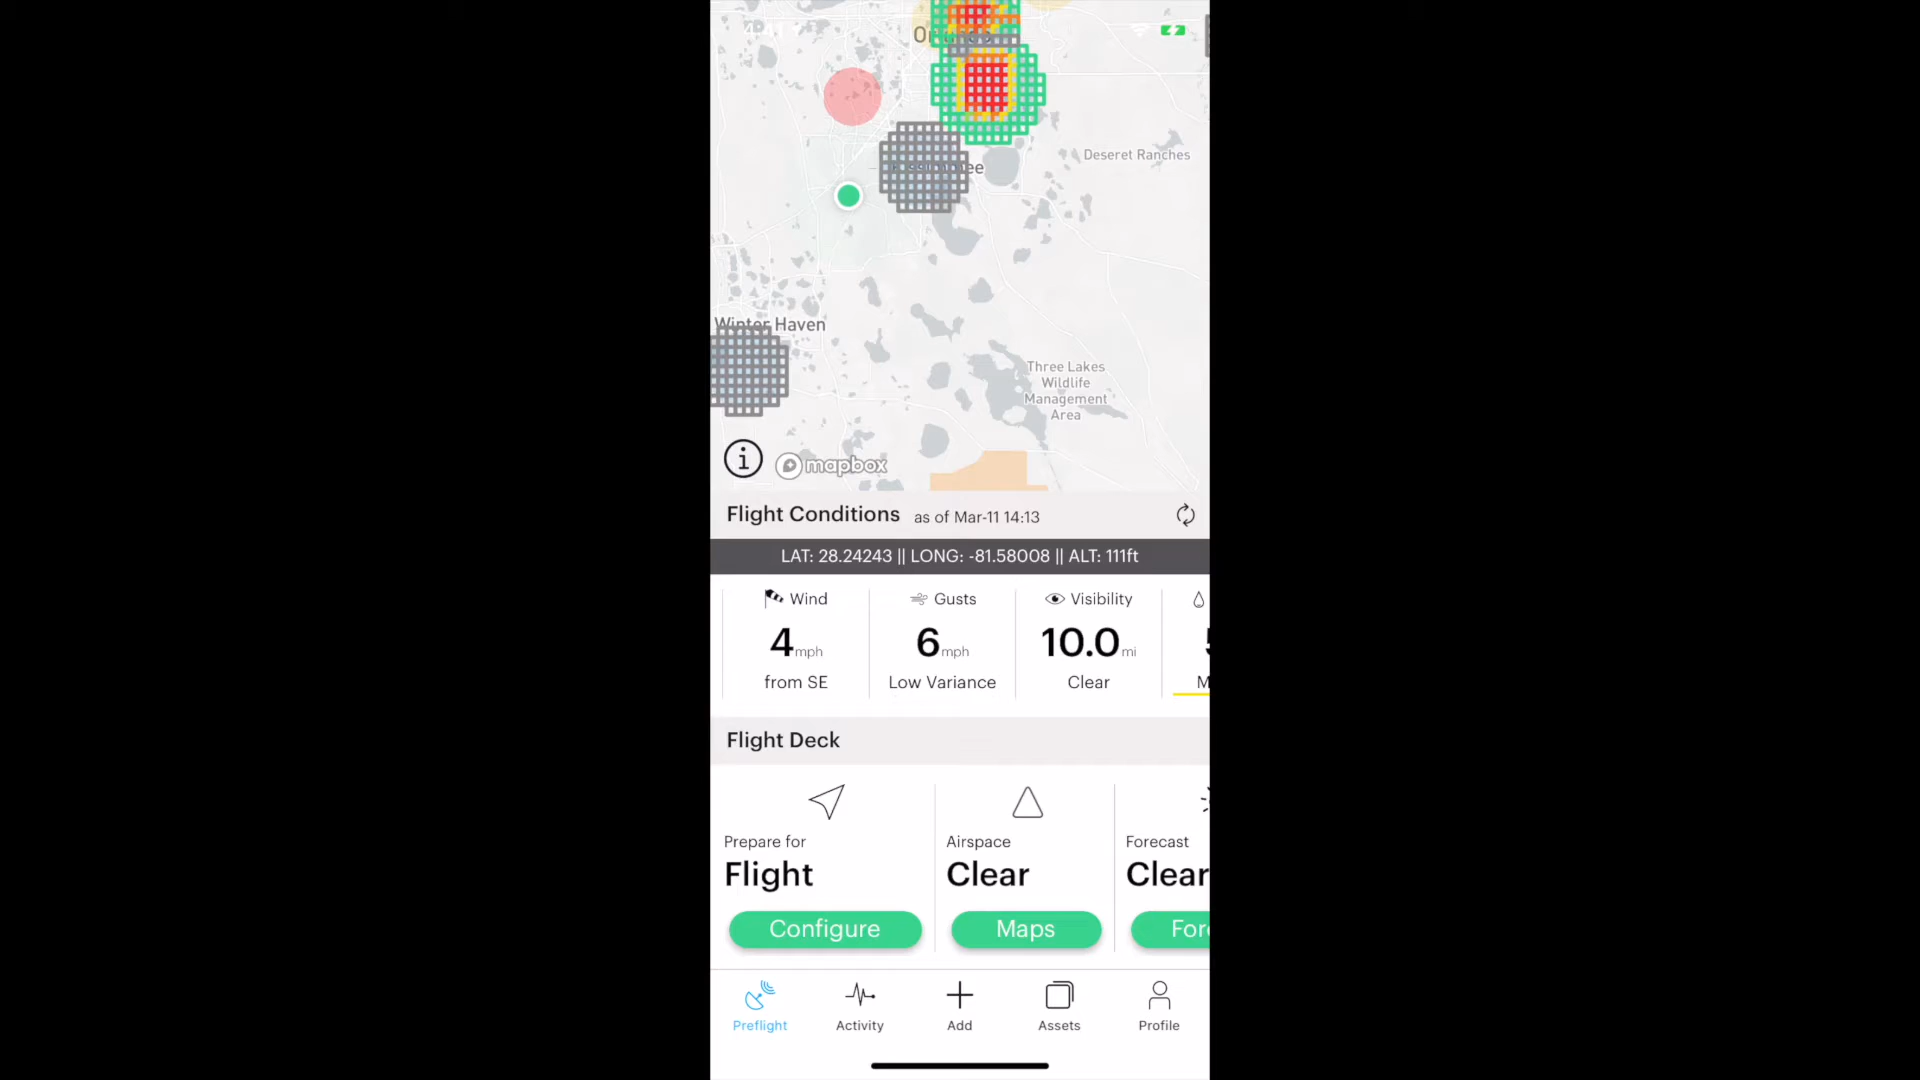 Deseret Ranches
Winter Haven
Three Lakes
Wildlife
Management
Area
mapbox
Flight Conditions as of Mar-11 14:13
LAT: 28.24243 || LONG: -81.58008 || ALT: 111ft
Wind Gusts Visibility
4 mph 6 mph 10.0 mi
from SE Low Variance Clear
Flight Deck
Prepare for Airspace Forecast
Flight Clear Clear
Configure Maps For
Preflight Activity Add Assets Profile